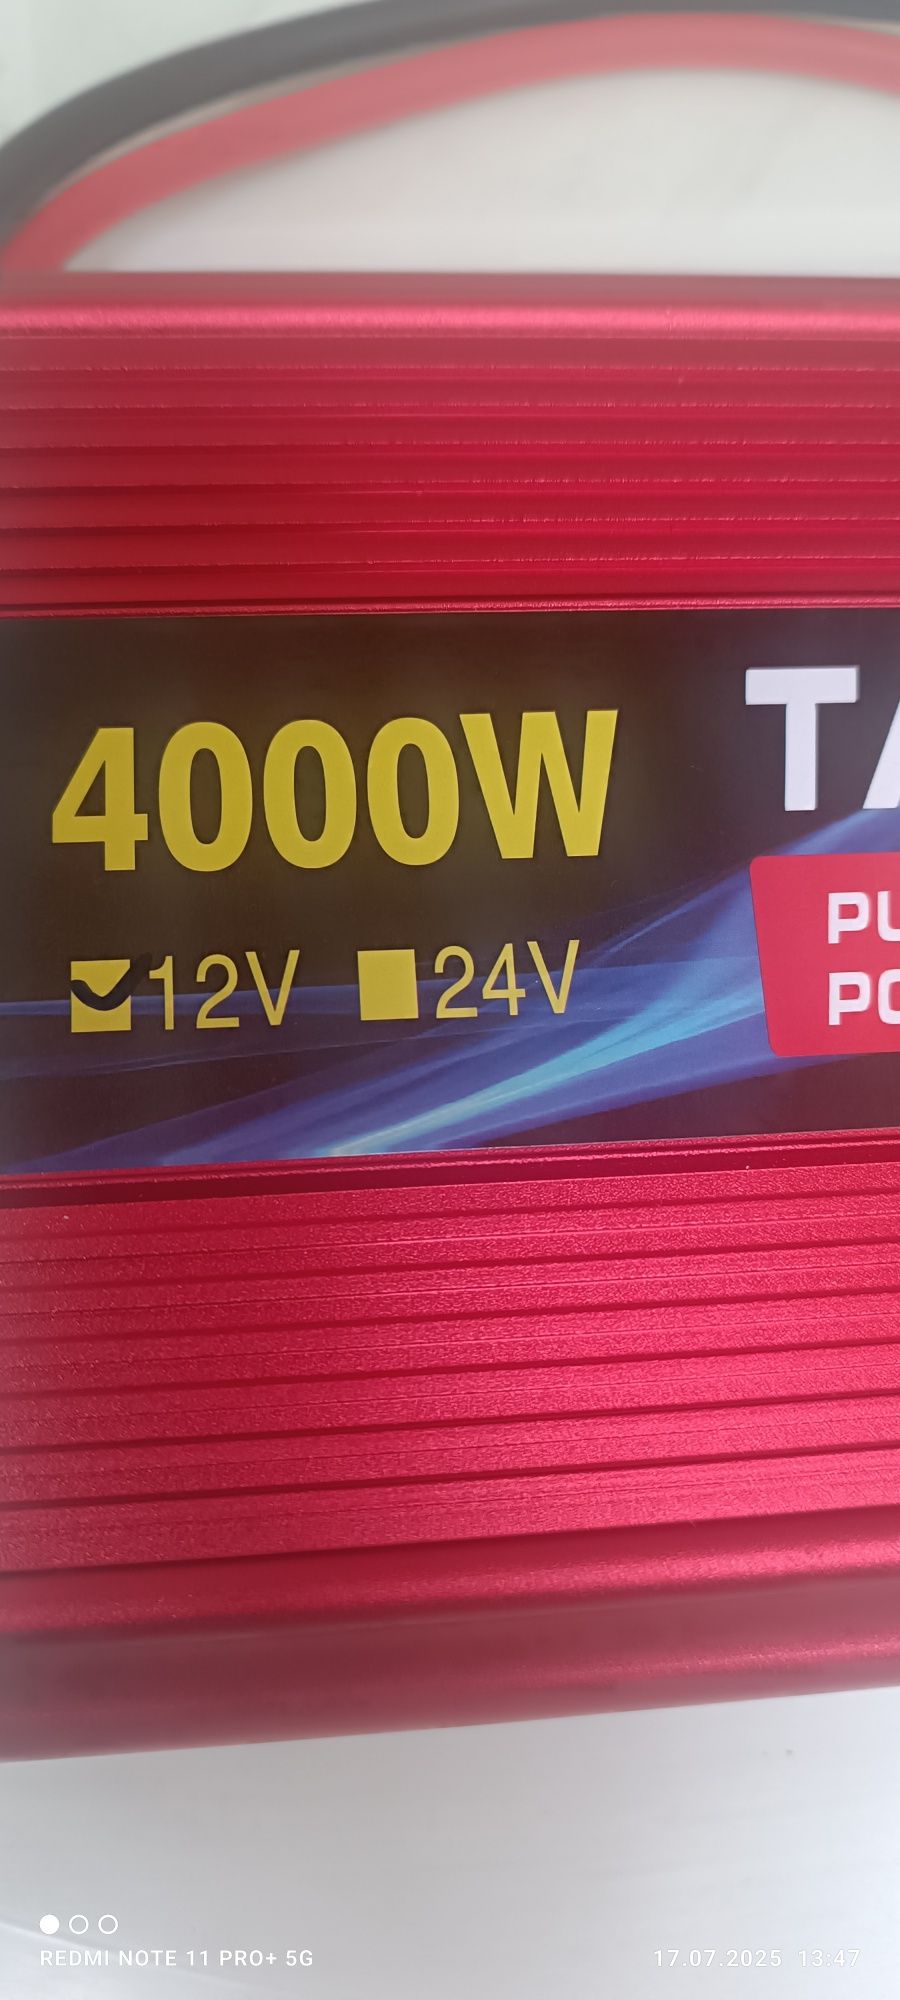 4000W
12V 24V
REDMI NOTE 11 PRO+ 5G
17.07.2025 13:47